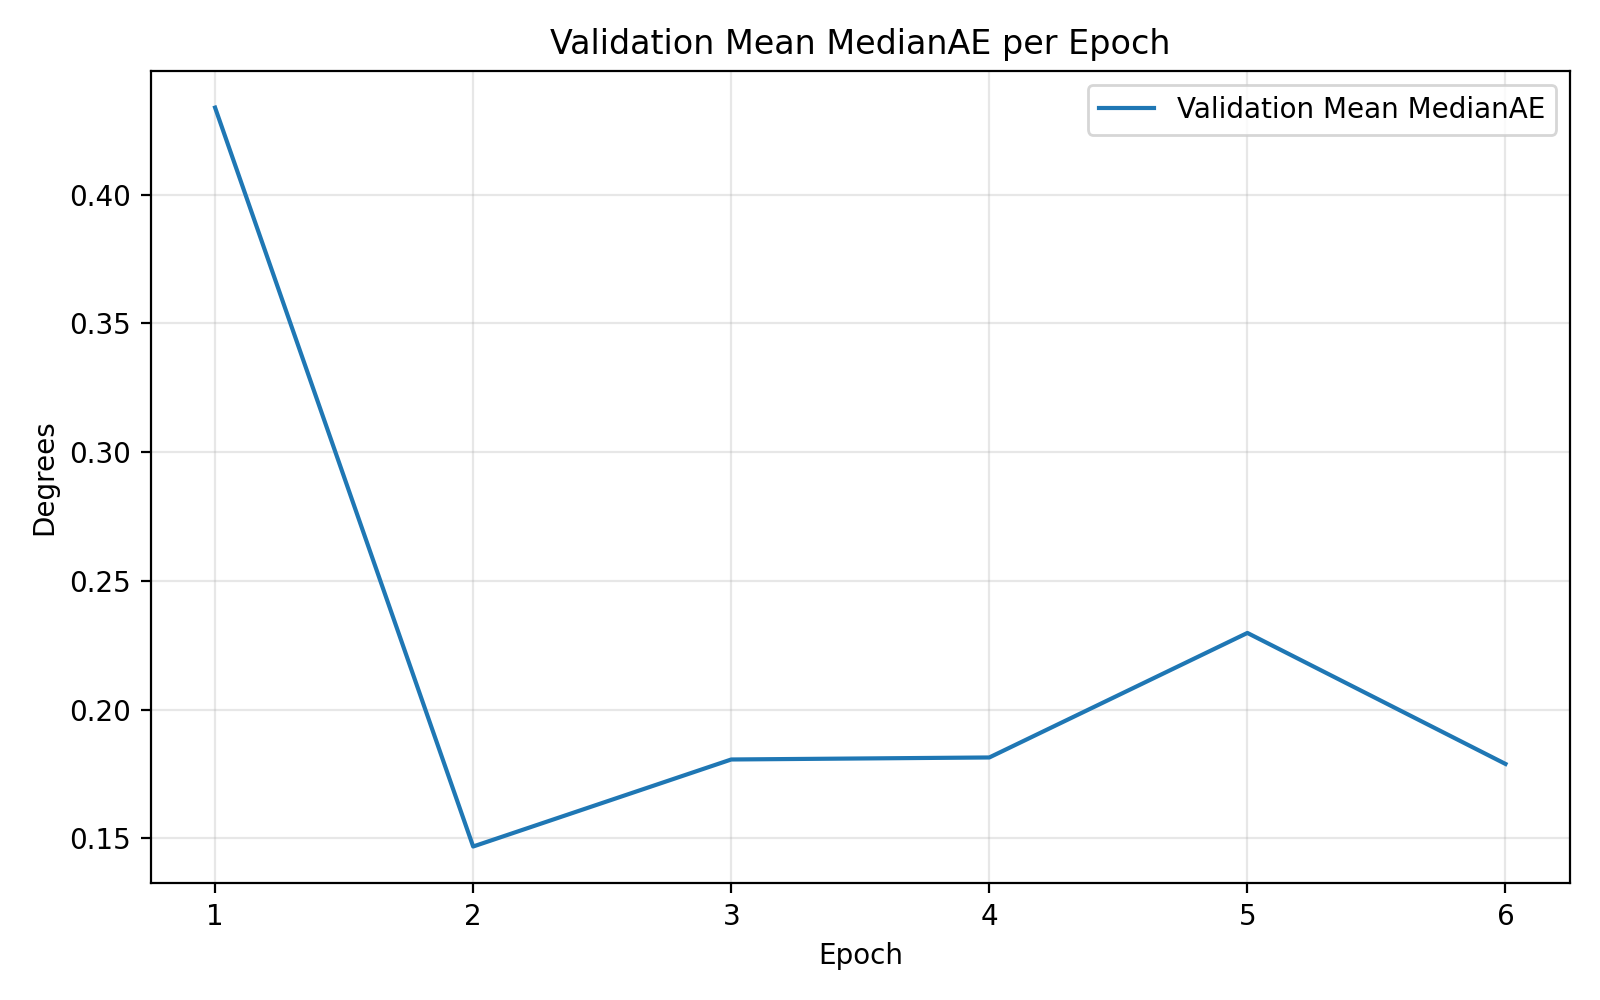 Validation Mean MedianAE per Epoch
Validation Mean MedianAE
0.40
0.35
0.30
0.25
0.20
0.15
Degrees
1 2 3 4 5 6
Epoch